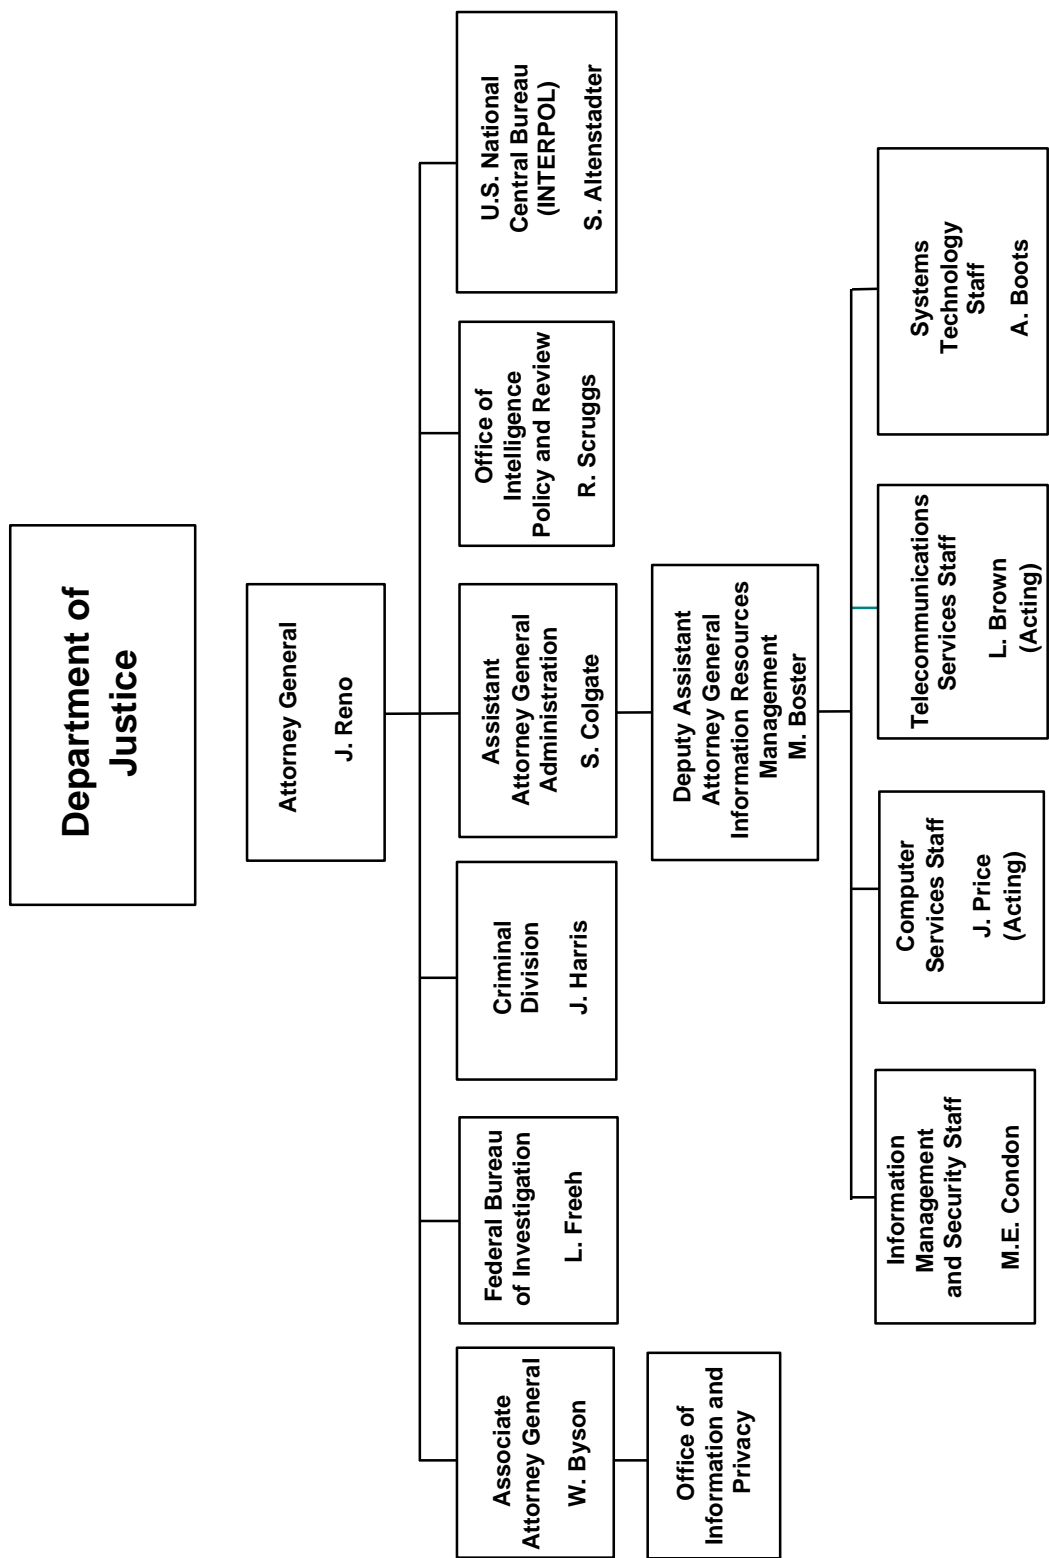 Department of
Justice
Attorney General
J. Reno
Associate
Attorney General
W. Byson
Federal Bureau
of Investigation
L. Freeh
Criminal
Division
J. Harris
Assistant
Attorney General
Administration
S. Colgate
Office of
Intelligence
Policy and Review
R. Scruggs
U.S. National
Central Bureau
(INTERPOL)
S. Altenstadter
Office of
Information and
Privacy
Deputy Assistant
Attorney General
Information Resources
Management
M. Boster
Information
Management
and Security Staff
M.E. Condon
Computer
Services Staff
J. Price
(Acting)
Telecommunications
Services Staff
L. Brown
(Acting)
Systems
Technology
Staff
A. Boots